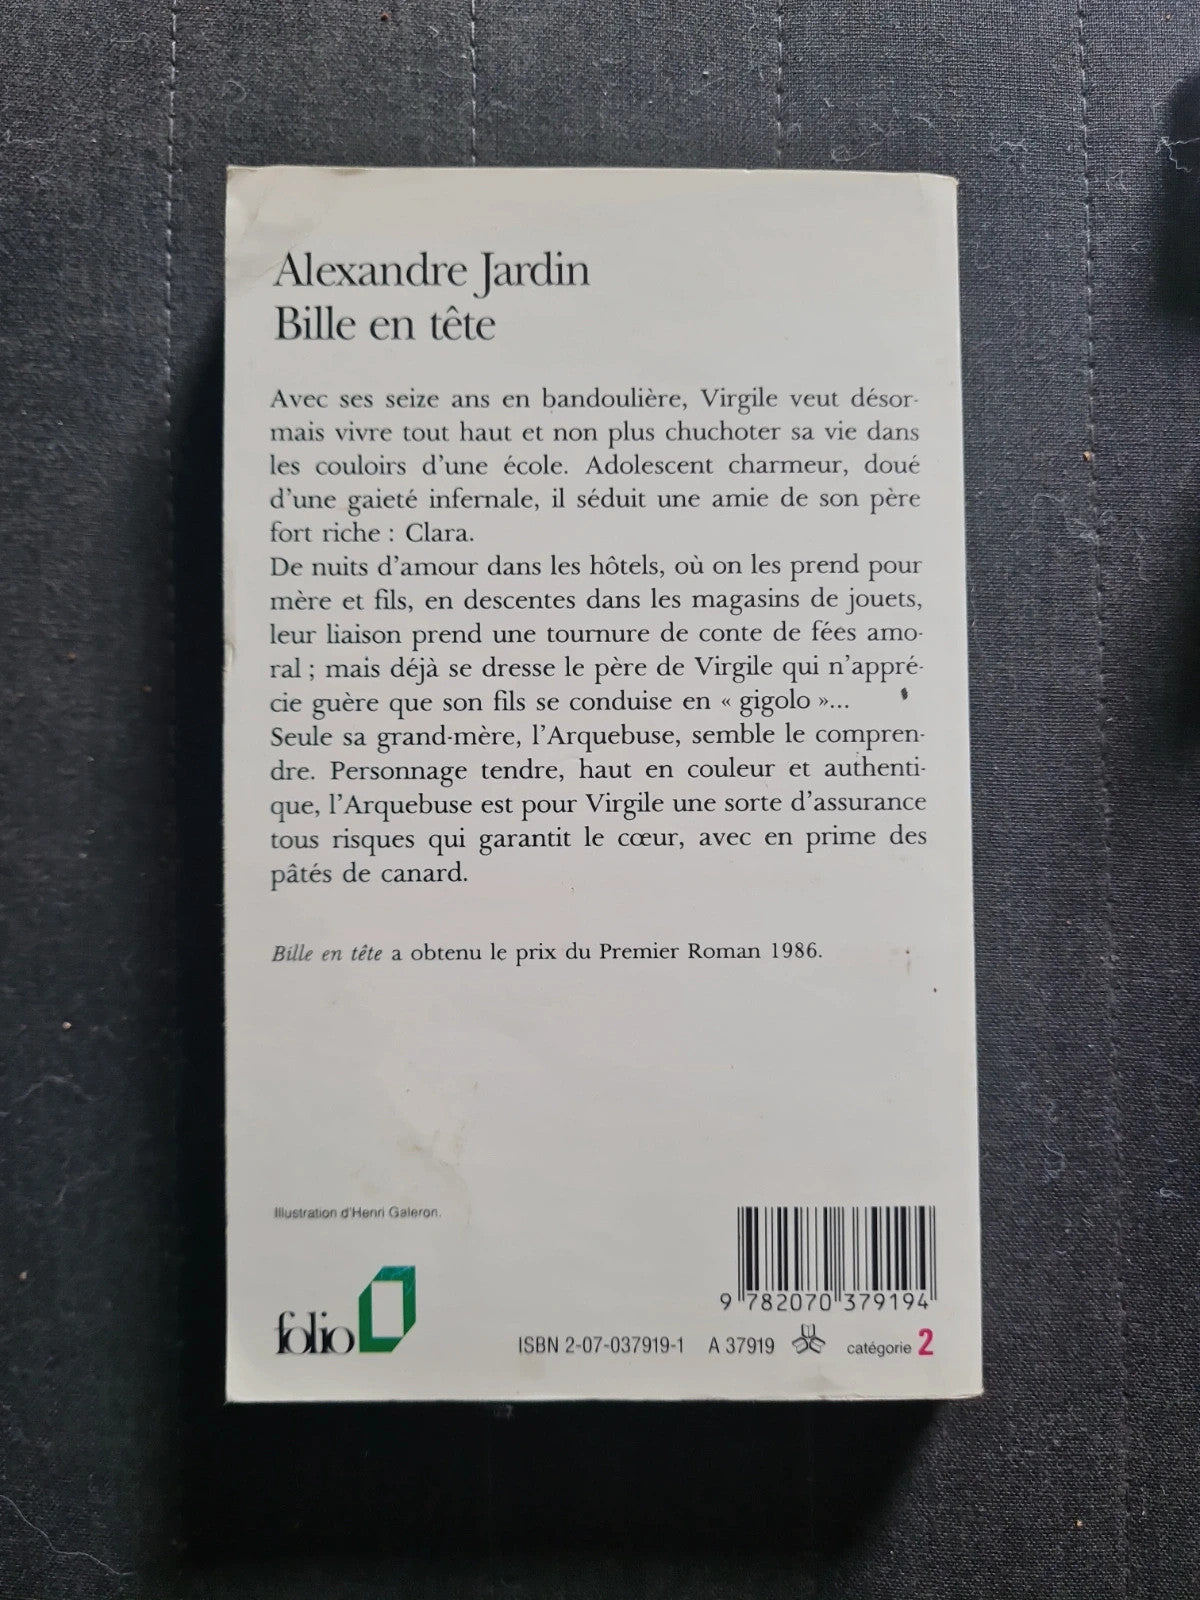 Alexandre Jardin
Bille en tête
Avec ses seize ans en bandoulière, Virgile veut désor-
mais vivre tout haut et non plus chuchoter sa vie dans
les couloirs d'une école. Adolescent charmeur, doué
d'une gaieté infernale, il séduit une amie de son père
fort riche : Clara.
De nuits d'amour dans les hôtels, où on les prend pour
mère et fils, en descentes dans les magasins de jouets,
leur liaison prend une tournure de conte de fées amo-
ral ; mais déjà se dresse le père de Virgile qui n'appré-
cie guère que son fils se conduise en « gigolo »...
Seule sa grand-mère, l'Arquebuse, semble le compren-
dre. Personnage tendre, haut en couleur et authenti-
que, l'Arquebuse est pour Virgile une sorte d'assurance
tous risques qui garantit le cœur, avec en prime des
pâtés de canard.
Bille en tête a obtenu le prix du Premier Roman 1986.
Illustration d'Henri Galeron.
folio
9 782070 379194
ISBN 2-07-037919-1 A 37919 catégorie 2